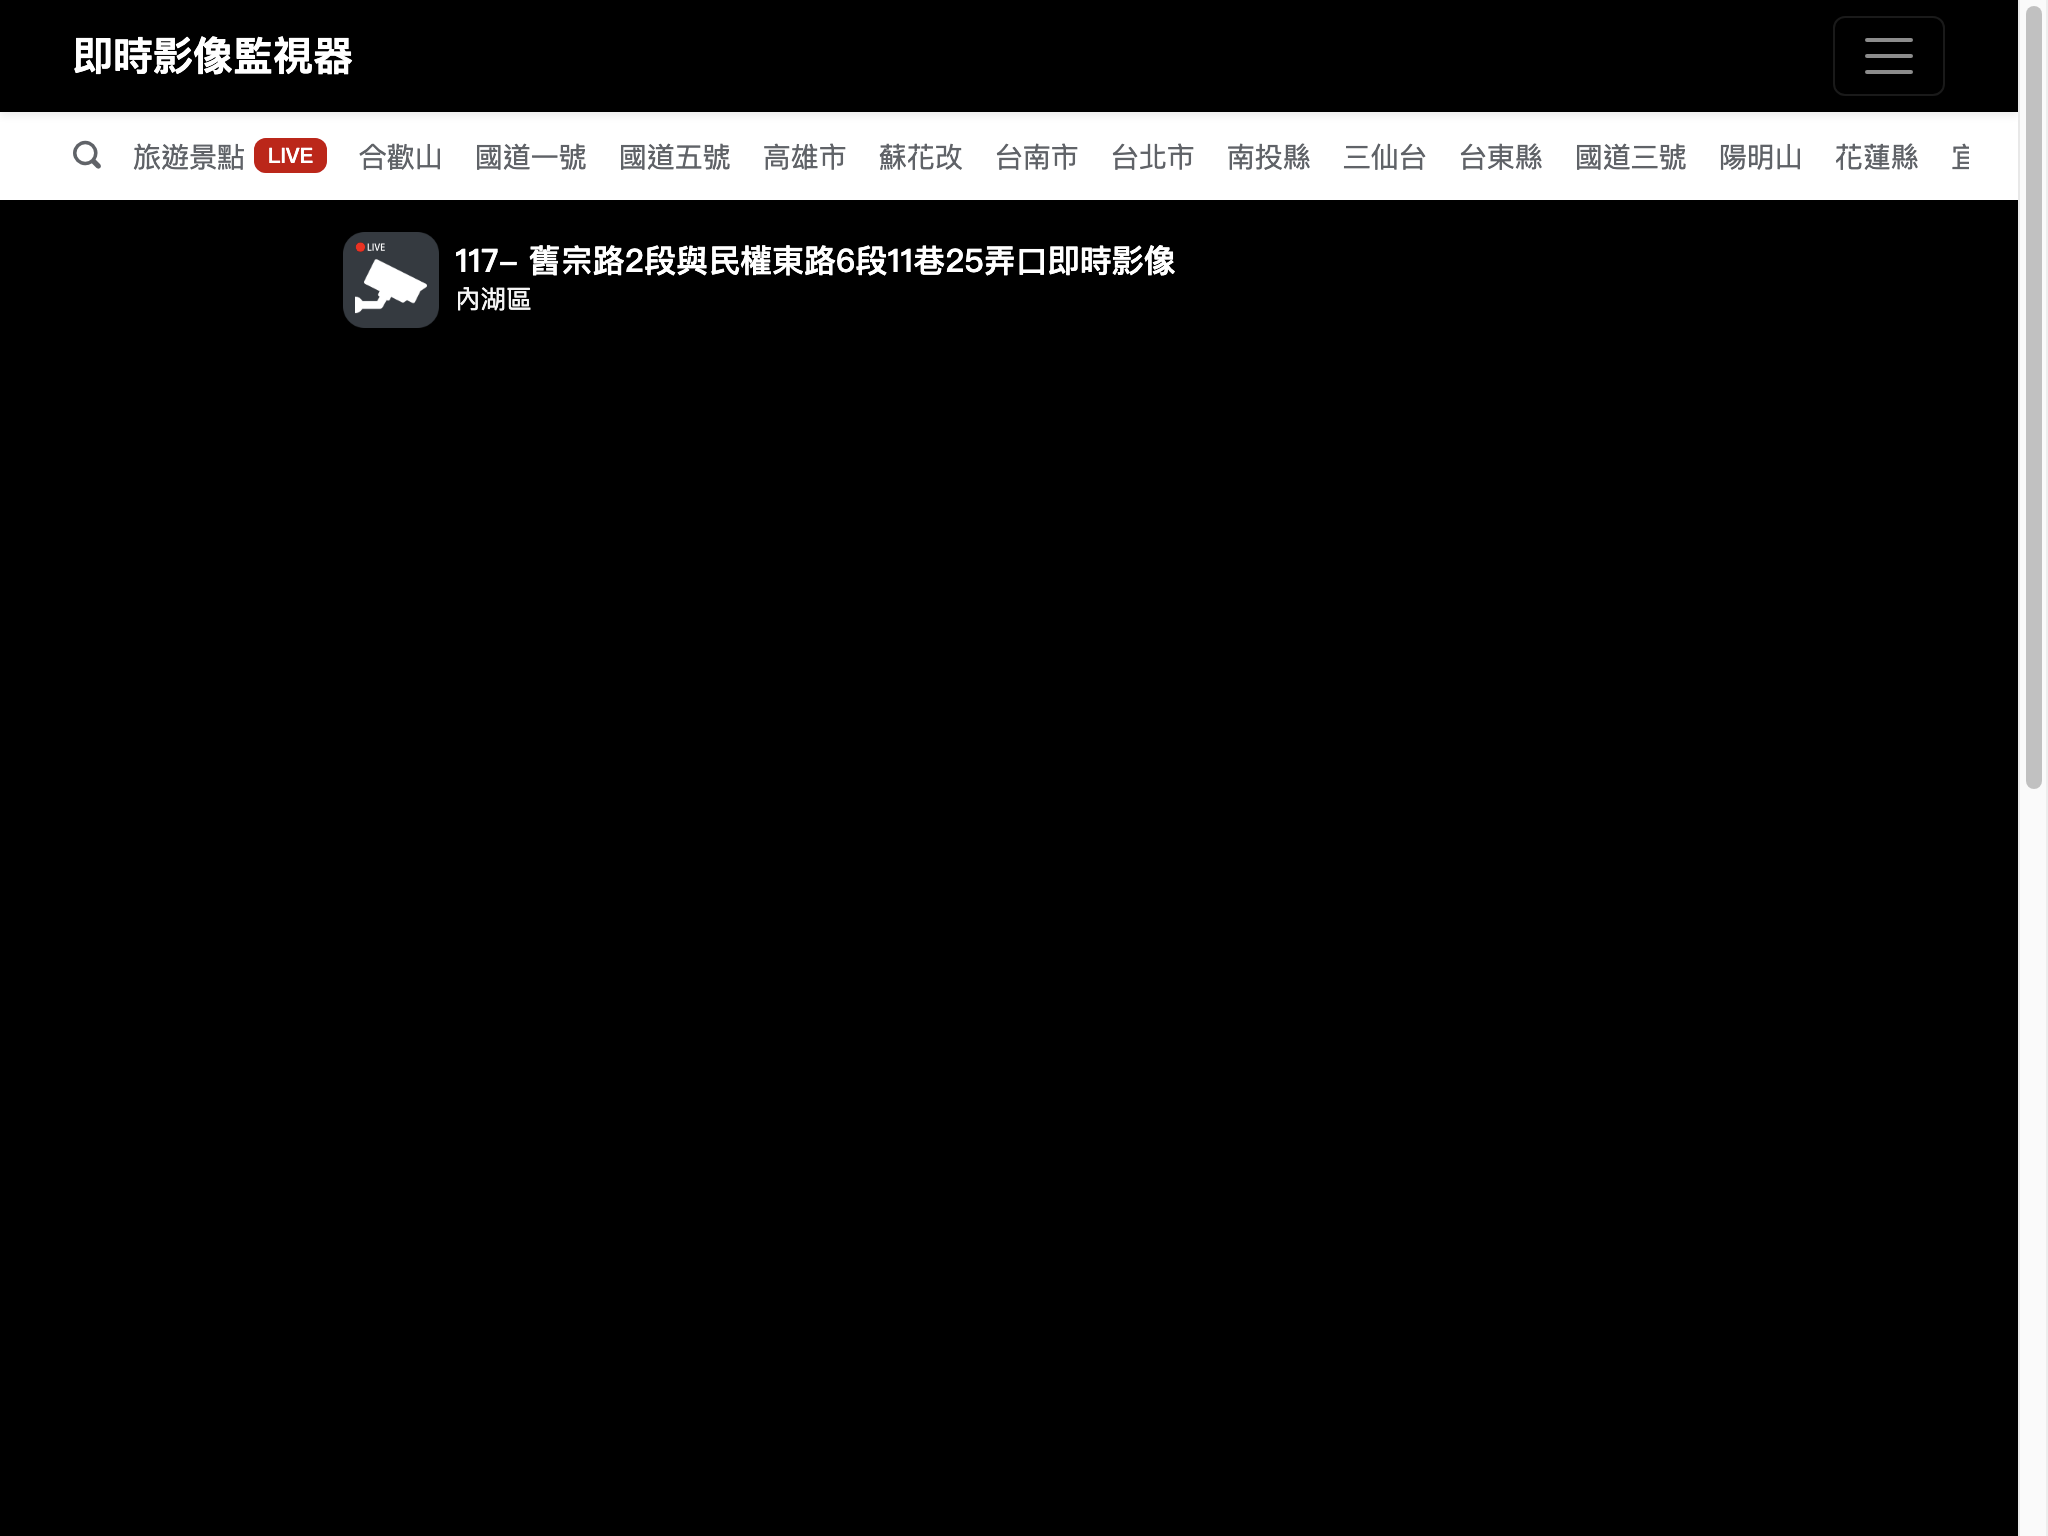 即時影像監視器
旅遊景點 LIVE 合歡山 國道一號 國道五號 高雄市 蘇花改 台南市 台北市 南投縣 三仙台 台東縣 國道三號 陽明山 花蓮縣
LIVE
117- 舊宗路2段與民權東路6段11巷25弄口即時影像
內湖區